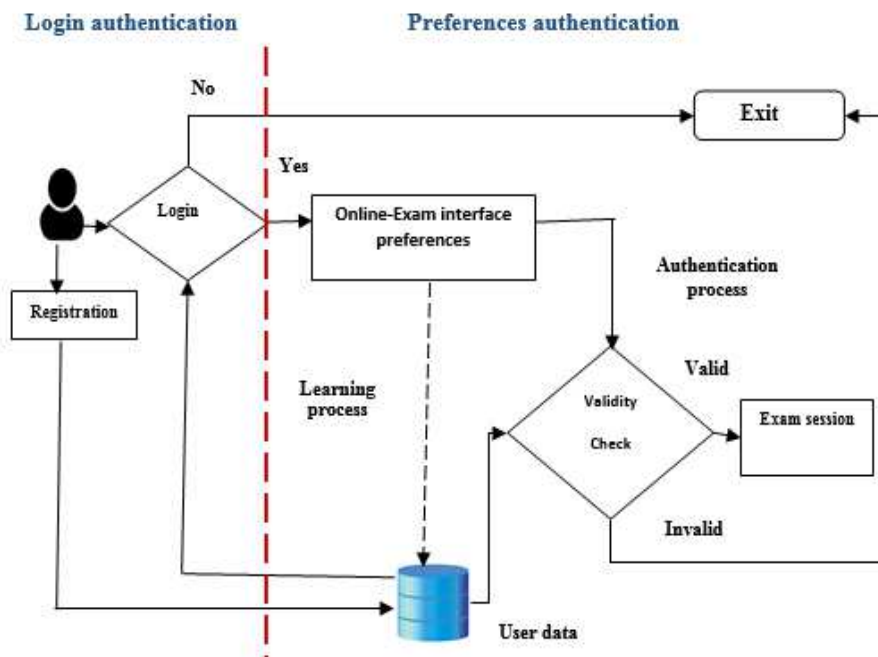 Login authentication
Preferences authentication
No
Exit
Yes
Login
Online-Exam interface
preferences
Authentication
process
Registration
Learning
process
Valid
Validity
Check
Exam session
Invalid
User data